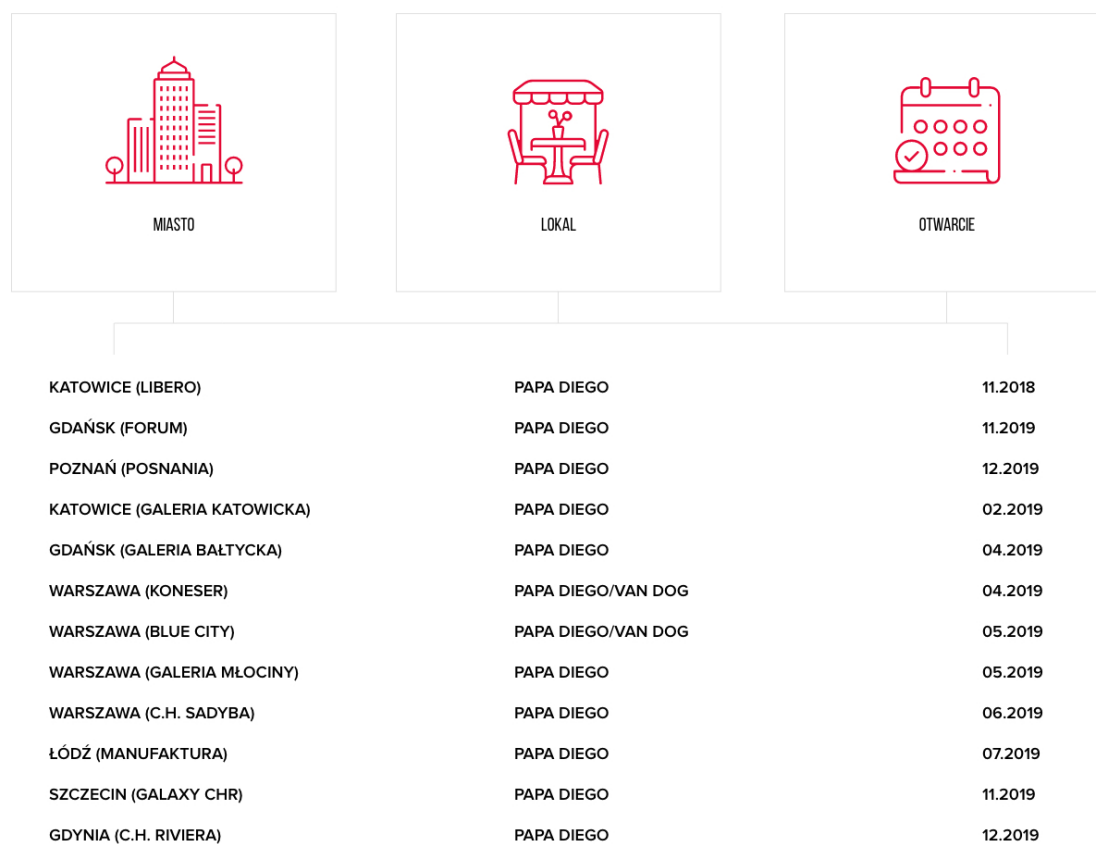 MIASTO LOKAL OTWARCIE
KATOWICE (LIBERO) PAPA DIEGO 11.2018
GDAŃSK (FORUM) PAPA DIEGO 11.2019
POZNAŃ (POSNANIA) PAPA DIEGO 12.2019
KATOWICE (GALERIA KATOWICKA) PAPA DIEGO 02.2019
GDAŃSK (GALERIA BAŁTYCKA) PAPA DIEGO 04.2019
WARSZAWA (KONESER) PAPA DIEGO/VAN DOG 04.2019
WARSZAWA (BLUE CITY) PAPA DIEGO/VAN DOG 05.2019
WARSZAWA (GALERIA MŁOCINY) PAPA DIEGO 05.2019
WARSZAWA (C.H. SADYBA) PAPA DIEGO 06.2019
ŁÓDŹ (MANUFAKTURA) PAPA DIEGO 07.2019
SZCZECIN (GALAXY CHR) PAPA DIEGO 11.2019
GDYNIA (C.H. RIVIERA) PAPA DIEGO 12.2019